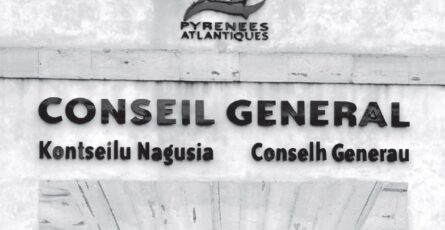 PYRENEES
ATLANTIQUES
CONSEIL GENERAL
Kontseilu Nagusia Conselh Generau